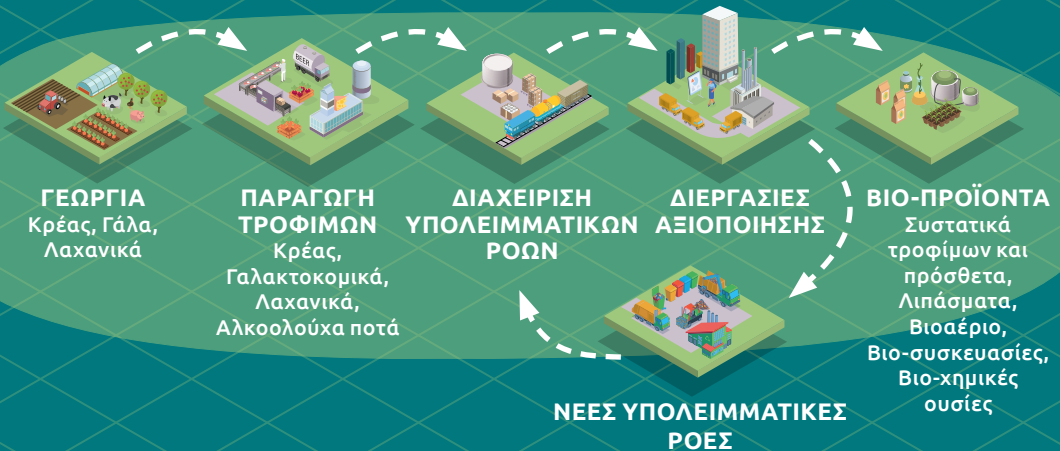 BEER
ΓΕΩΡΓΙΑ
Κρέας, Γάλα,
Λαχανικά
ΠΑΡΑΓΩΓΗ
ΤΡΟΦΙΜΩΝ
Κρέας,
Γαλακτοκομικά,
Λαχανικά,
Αλκοολούχα ποτά
ΔΙΑΧΕΙΡΙΣΗ
ΥΠΟΛΕΙΜΜΑΤΙΚΩΝ
ΡΟΩΝ
ΔΙΕΡΓΑΣΙΕΣ
ΑΞΙΟΠΟΙΗΣΗΣ
ΒΙΟ-ΠΡΟΪΟΝΤΑ
Συστατικά
τροφίμων και
πρόσθετα,
Λιπάσματα,
Βιοαέριο,
Βιο-συσκευασίες,
Βιο-χημικές
ουσίες
ΝΕΕΣ ΥΠΟΛΕΙΜΜΑΤΙΚΕΣ
ΡΟΕΣ